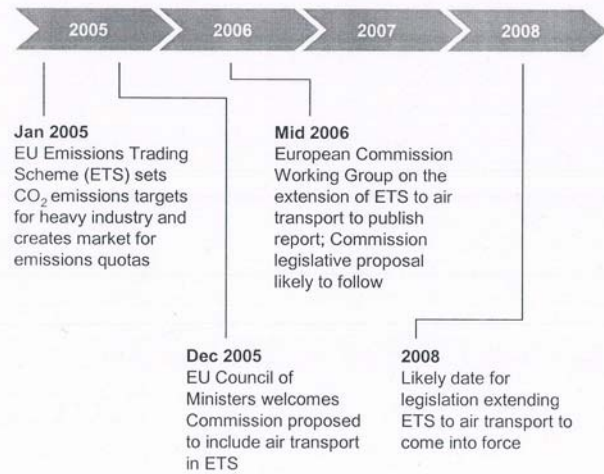 2005
2006
2007
2008
Jan 2005
EU Emissions Trading
Scheme (ETS) sets
CO₂ emissions targets
for heavy industry and
creates market for
emissions quotas
Mid 2006
European Commission
Working Group on the
extension of ETS to air
transport to publish
report; Commission
legislative proposal
likely to follow
Dec 2005
EU Council of
Ministers welcomes
Commission proposed
to include air transport
in ETS
2008
Likely date for
legislation extending
ETS to air transport to
come into force